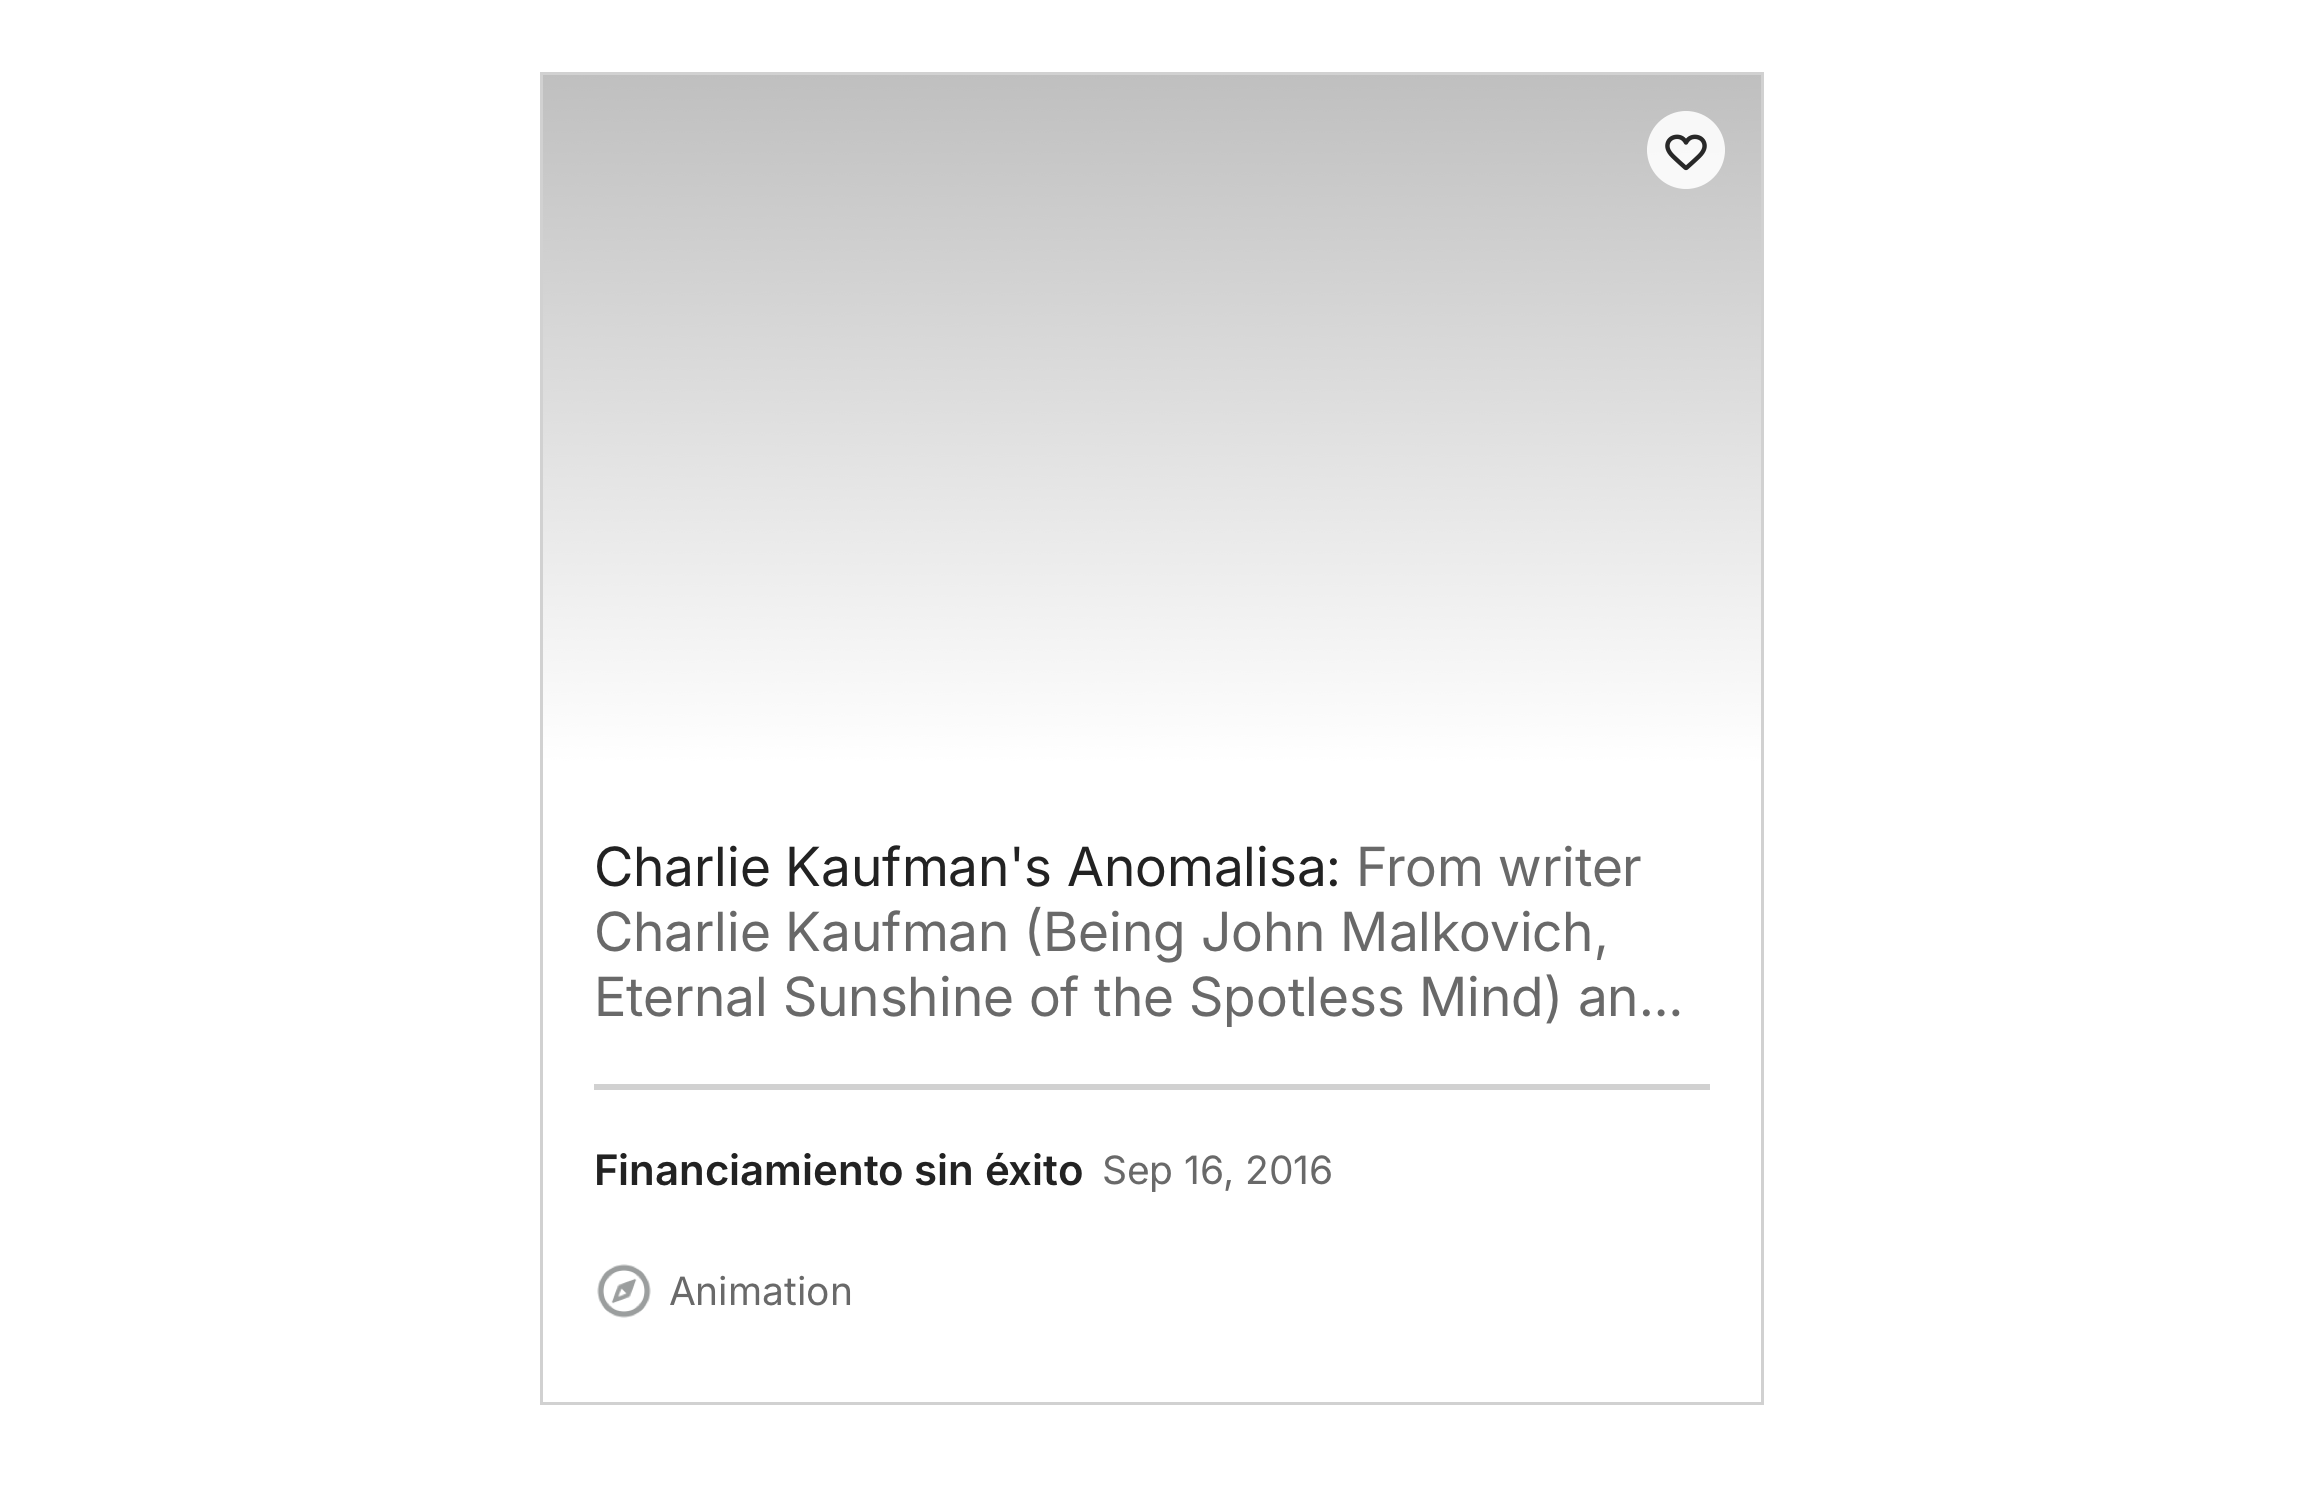 Charlie Kaufman's Anomalisa: From writer
Charlie Kaufman (Being John Malkovich,
Eternal Sunshine of the Spotless Mind) an...
Financiamiento sin éxito Sep 16, 2016
Animation